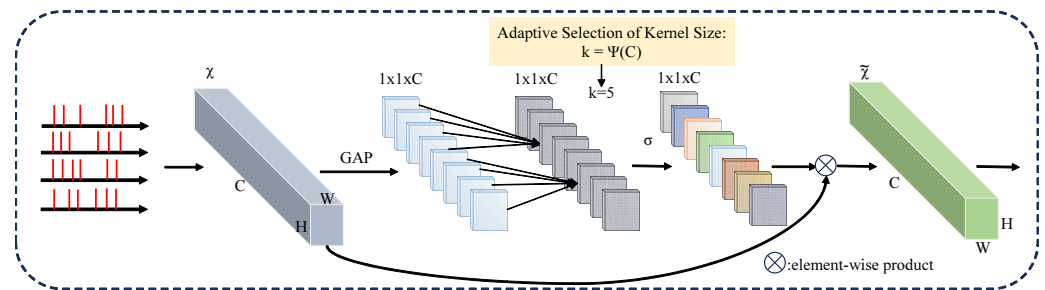 Adaptive Selection of Kernel Size:
k = Ψ(C)
χ
1x1xC
1x1xC
k=5
1x1xC
χ̃
GAP
σ
C
W
H
C
H
W
:element-wise product